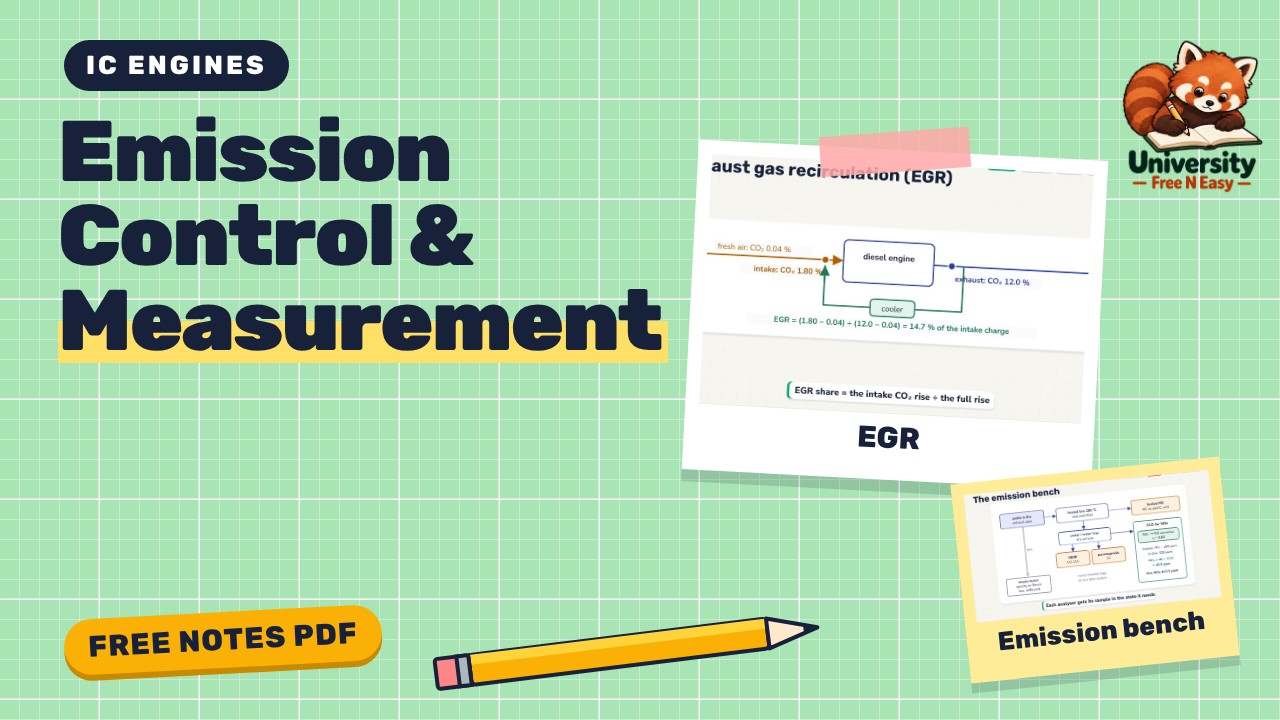 IC ENGINES
Emission
Control &
Measurement
University
Free N Easy
aust gas recirculation (EGR)
fresh air: CO₂ 0.04 %
diesel engine
intake: CO₂ 1.80 %
exhaust: CO₂ 12.0 %
cooler
EGR = (1.80 – 0.04) ÷ (12.0 – 0.04) = 14.7 % of the intake charge
EGR share = the intake CO₂ rise ÷ the full rise
EGR
The emission bench
Each analyser gets its sample in the state it needs
Emission bench
FREE NOTES PDF